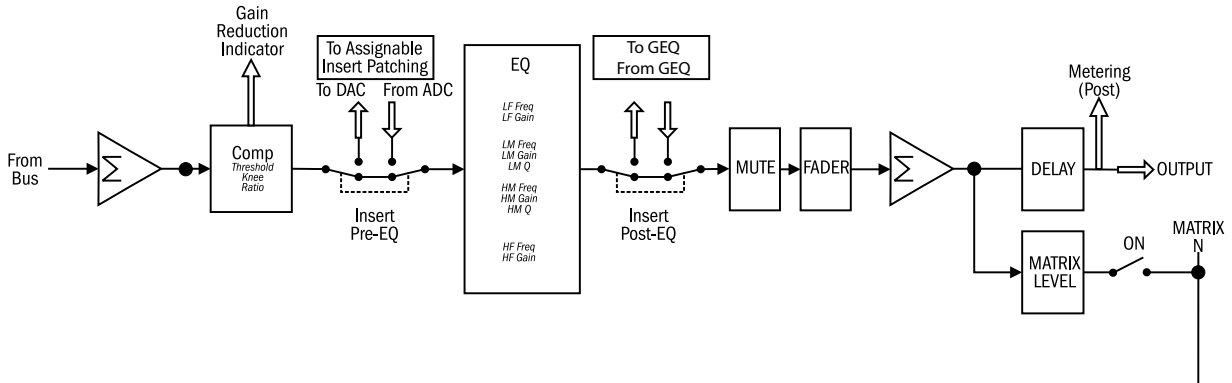 Gain
Reduction
Indicator
To Assignable
Insert Patching
To DAC
From ADC
EQ
To GEQ
From GEQ
Metering
(Post)
LF Freq
LF Gain
LM Freq
LM Gain
LM Q
HM Freq
HM Gain
HM Q
HF Freq
HF Gain
From
Bus
Σ
Comp
Threshold
Knee
Ratio
Insert
Pre-EQ
Insert
Post-EQ
MUTE
FADER
Σ
DELAY
OUTPUT
MATRIX
LEVEL
ON
MATRIX
N